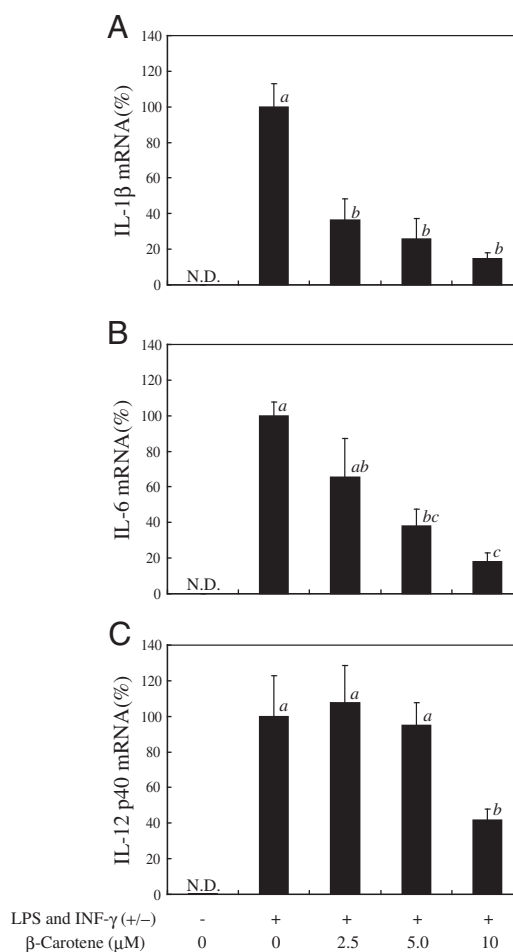 A
140
120
100
80
60
40
20
0
IL-1β mRNA(%)
N.D.
a
b
b
b
B
140
120
100
80
60
40
20
0
IL-6 mRNA(%)
N.D.
a
ab
bc
c
C
140
120
100
80
60
40
20
0
IL-12 p40 mRNA(%)
N.D.
a
a
a
b
LPS and INF-γ (+/–) - + + + +
β-Carotene (μM) 0 0 2.5 5.0 10